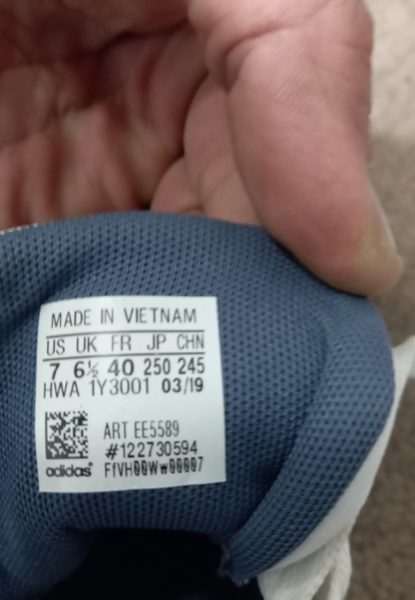 MADE IN VIETNAM
US UK FR JP CHN
7 6½ 40 250 245
HWA 1Y3001 03/19
ART EE5589
#122730594
adidas® FfVH00Ww00007